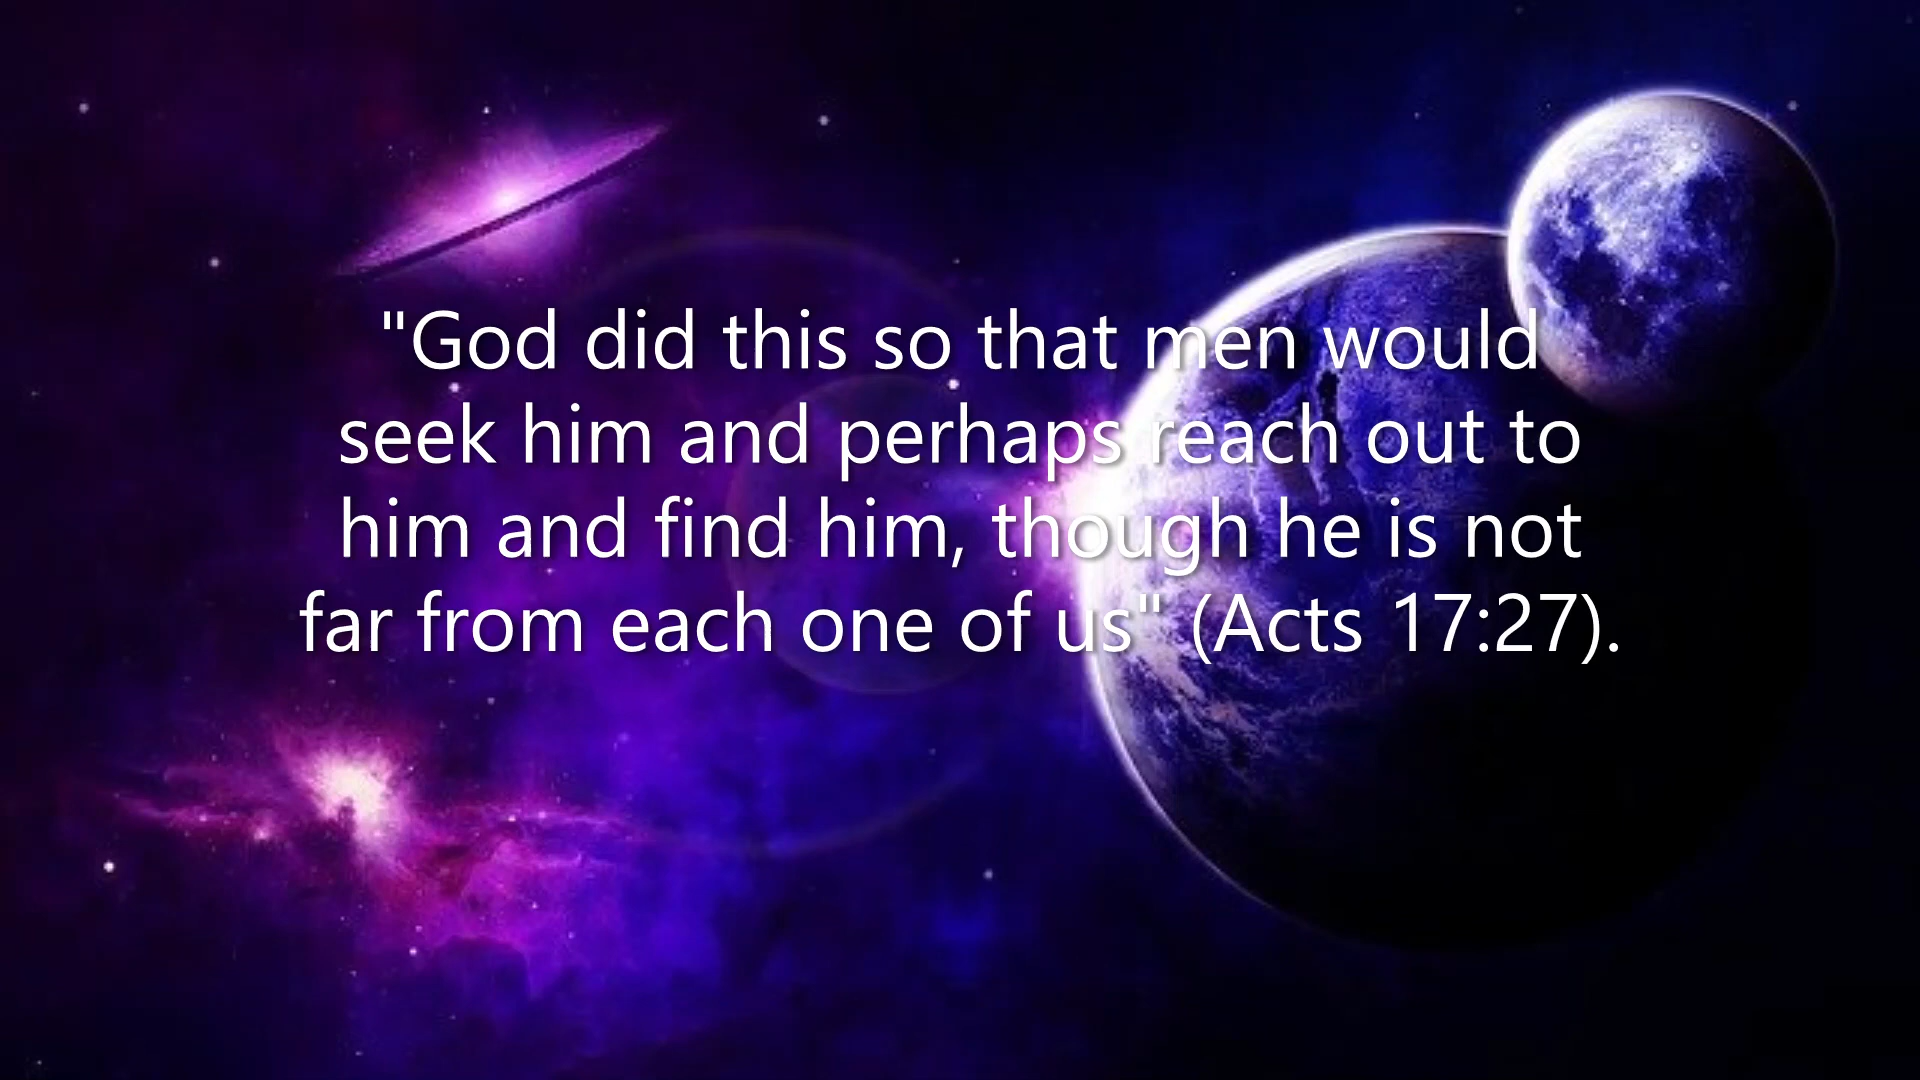 "God did this so that men would
seek him and perhaps reach out to
him and find him, though he is not
far from each one of us" (Acts 17:27).